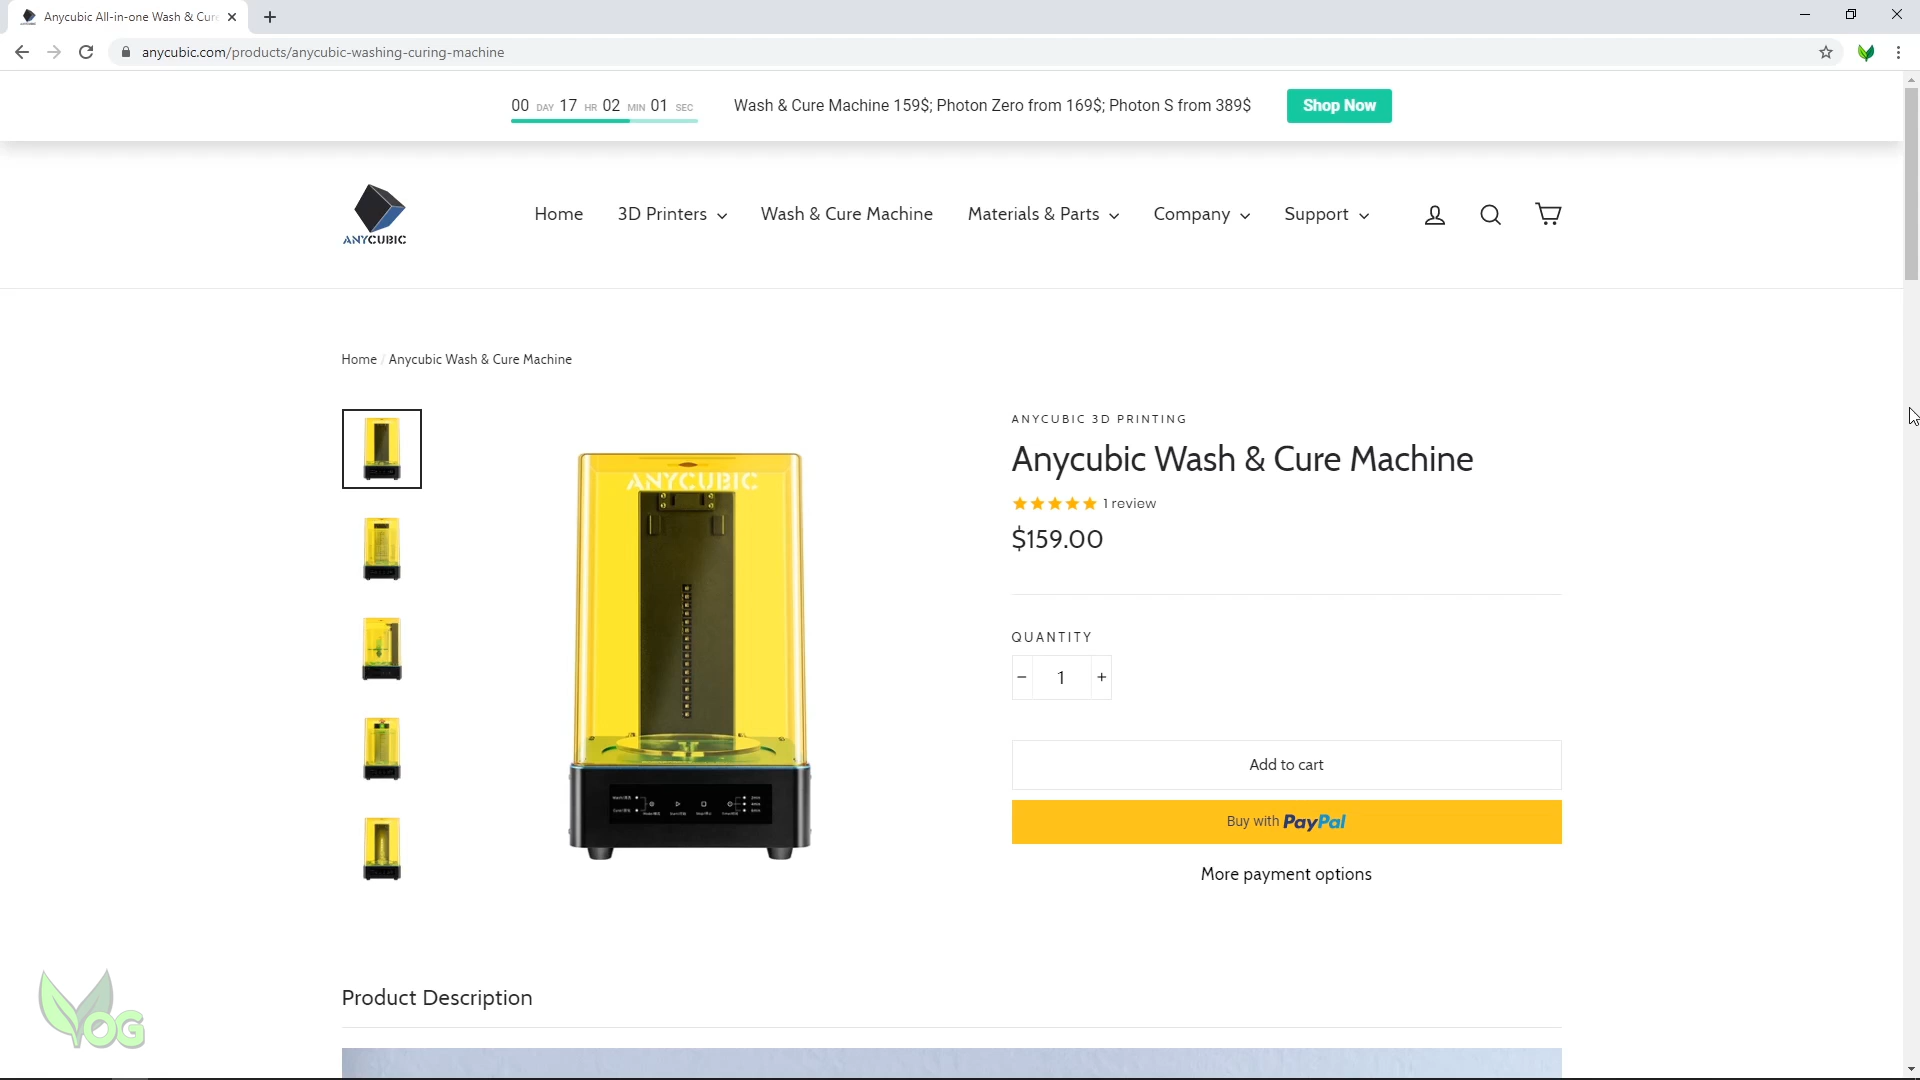 Anycubic All-in-one Wash & Cure
anycubic.com/products/anycubic-washing-curing-machine
00 DAY 17 HR 02 MIN 01 SEC
Wash & Cure Machine 159$; Photon Zero from 169$; Photon S from 389$
Shop Now
ANYCUBIC
Home
3D Printers
Wash & Cure Machine
Materials & Parts
Company
Support
Home / Anycubic Wash & Cure Machine
ANYCUBIC
ANYCUBIC 3D PRINTING
Anycubic Wash & Cure Machine
1 review
$159.00
QUANTITY
− 1 +
Add to cart
Buy with PayPal
More payment options
Product Description
VOG